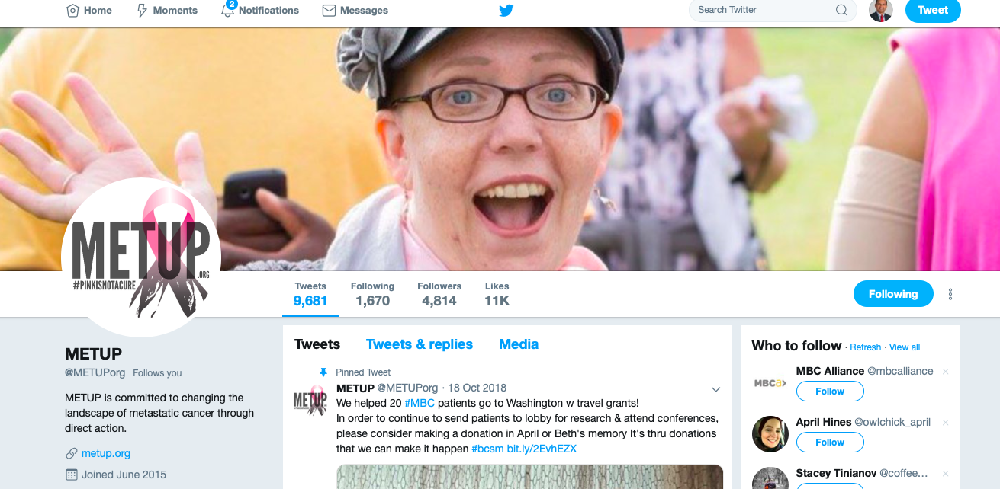 Home
Moments
2
Notifications
Messages
Search Twitter
Tweet
METUP
.ORG
#PINKISNOTACURE
Tweets
9,681
Following
1,670
Followers
4,814
Likes
11K
Following
METUP
@METUPorg Follows you
METUP is committed to changing the
landscape of metastatic cancer through
direct action.
metup.org
Joined June 2015
Tweets Tweets & replies Media
Pinned Tweet
METUP
METUP @METUPorg · 18 Oct 2018
We helped 20 #MBC patients go to Washington w travel grants!
In order to continue to send patients to lobby for research & attend conferences,
please consider making a donation in April or Beth's memory It's thru donations
that we can make it happen #bcsm bit.ly/2EvhEZX
Who to follow · Refresh · View all
MBCa>
MBC Alliance @mbcalliance
Follow
April Hines @owlchick_april
Follow
Stacey Tinianov @coffee...